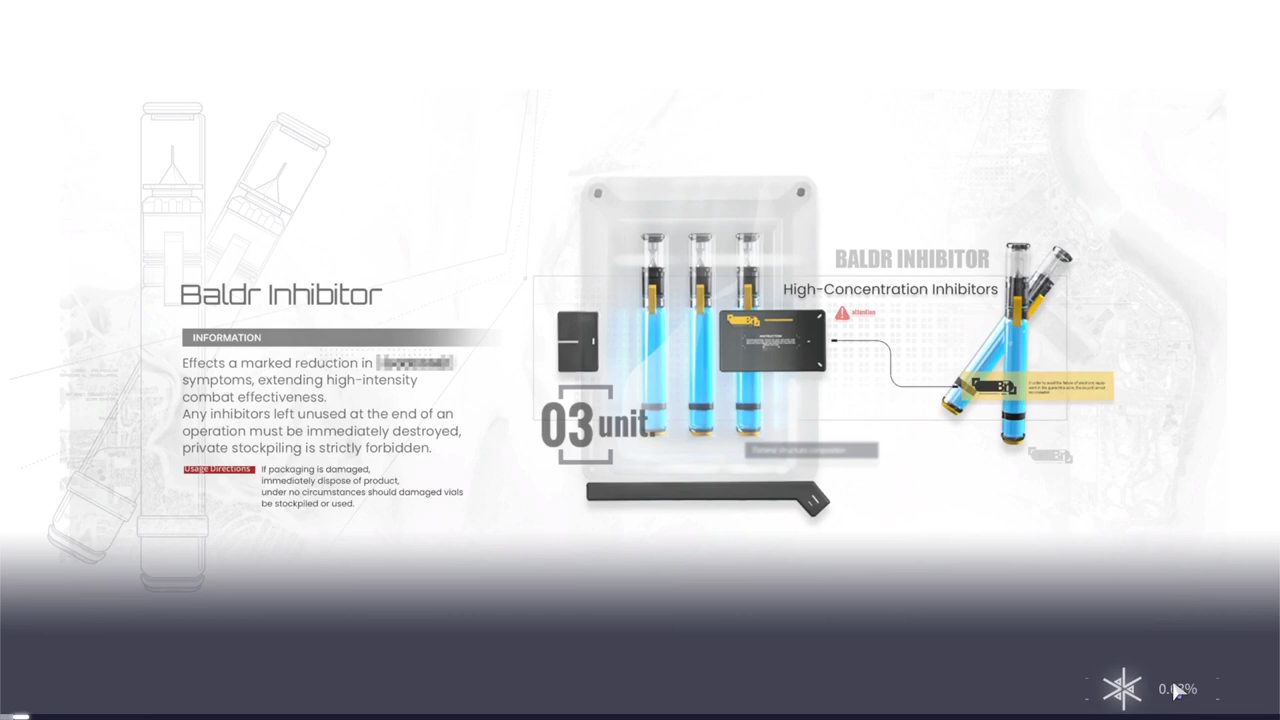 Baldr Inhibitor
INFORMATION
Effects a marked reduction in
symptoms, extending high-intensity
combat effectiveness.
Any inhibitors left unused at the end of an
operation must be immediately destroyed,
private stockpiling is strictly forbidden.
Usage Directions
If packaging is damaged,
immediately dispose of product,
under no circumstances should damaged vials
be stockpiled or used.
03 unit.
BALDR INHIBITOR
High-Concentration Inhibitors
attention